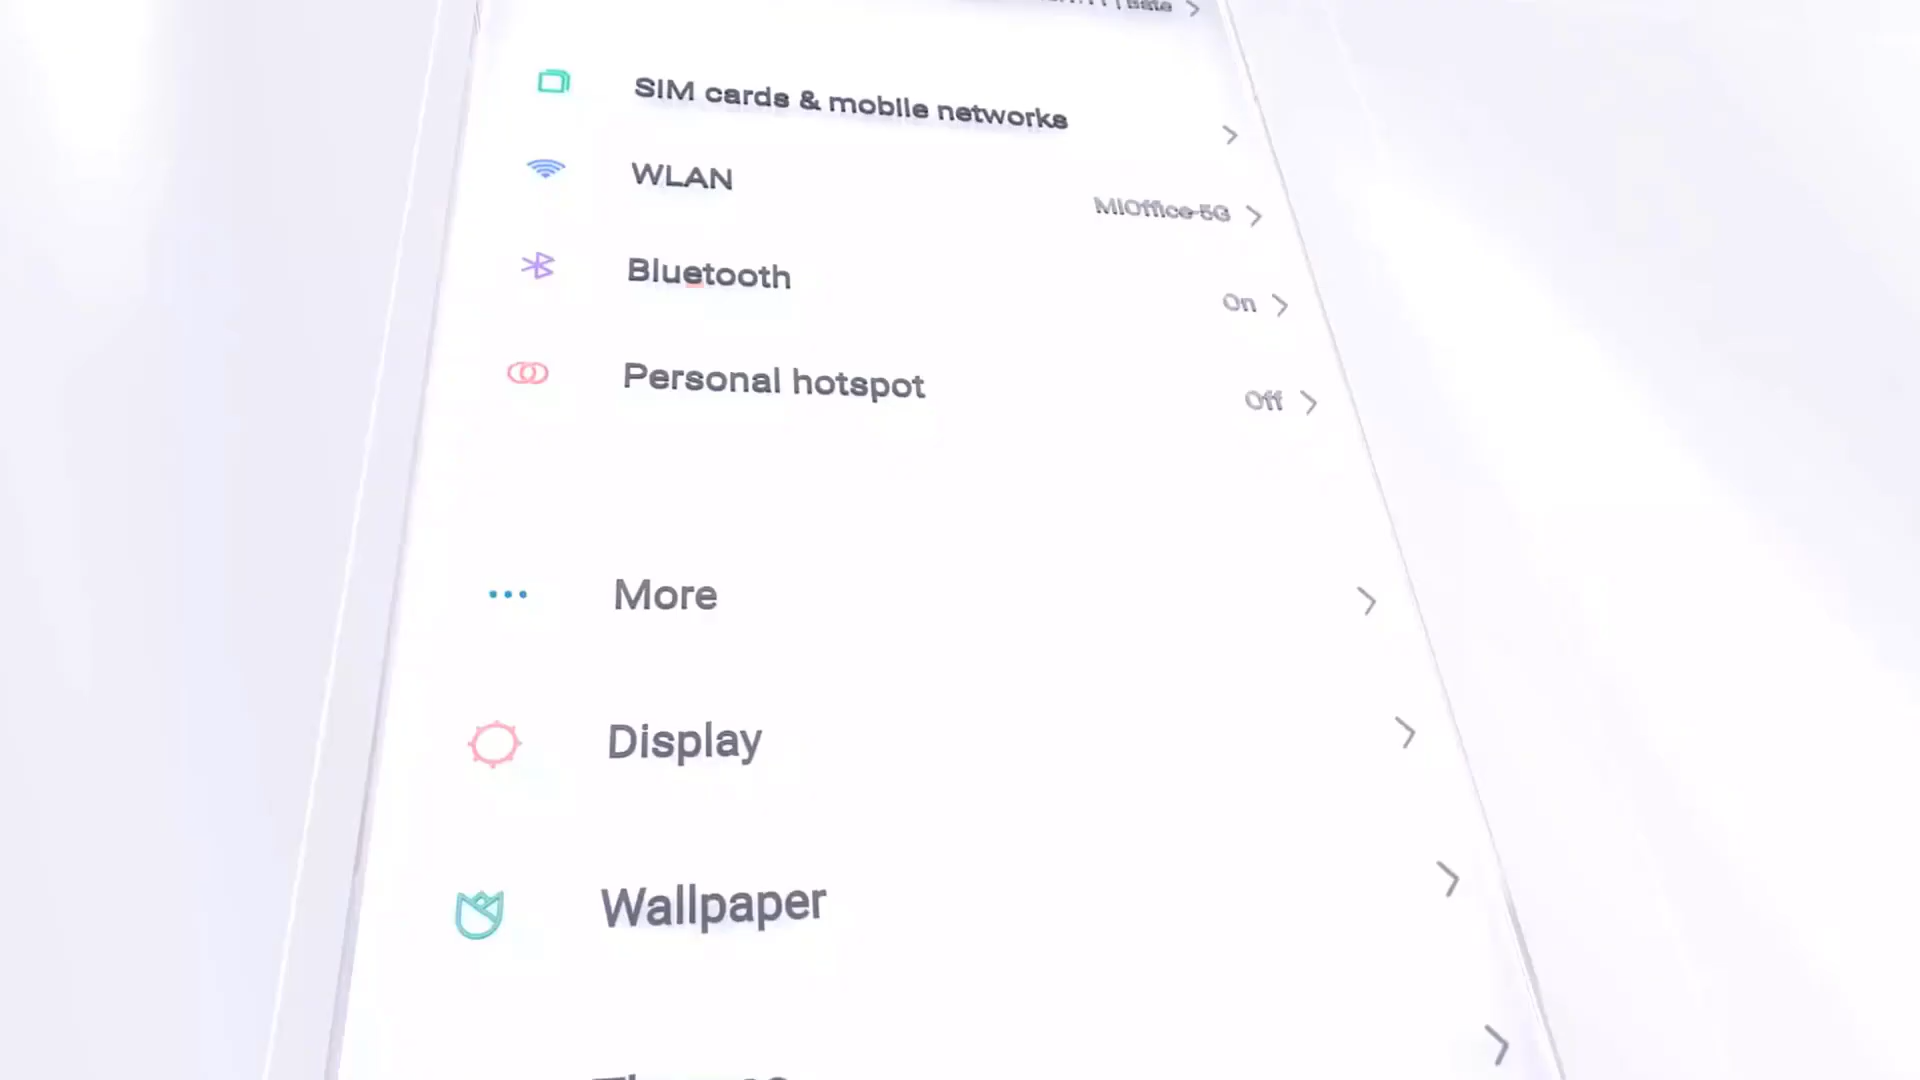 SIM cards & mobile networks
WLAN
MIOffice-5G
Bluetooth
On
Personal hotspot
Off
More
Display
Wallpaper